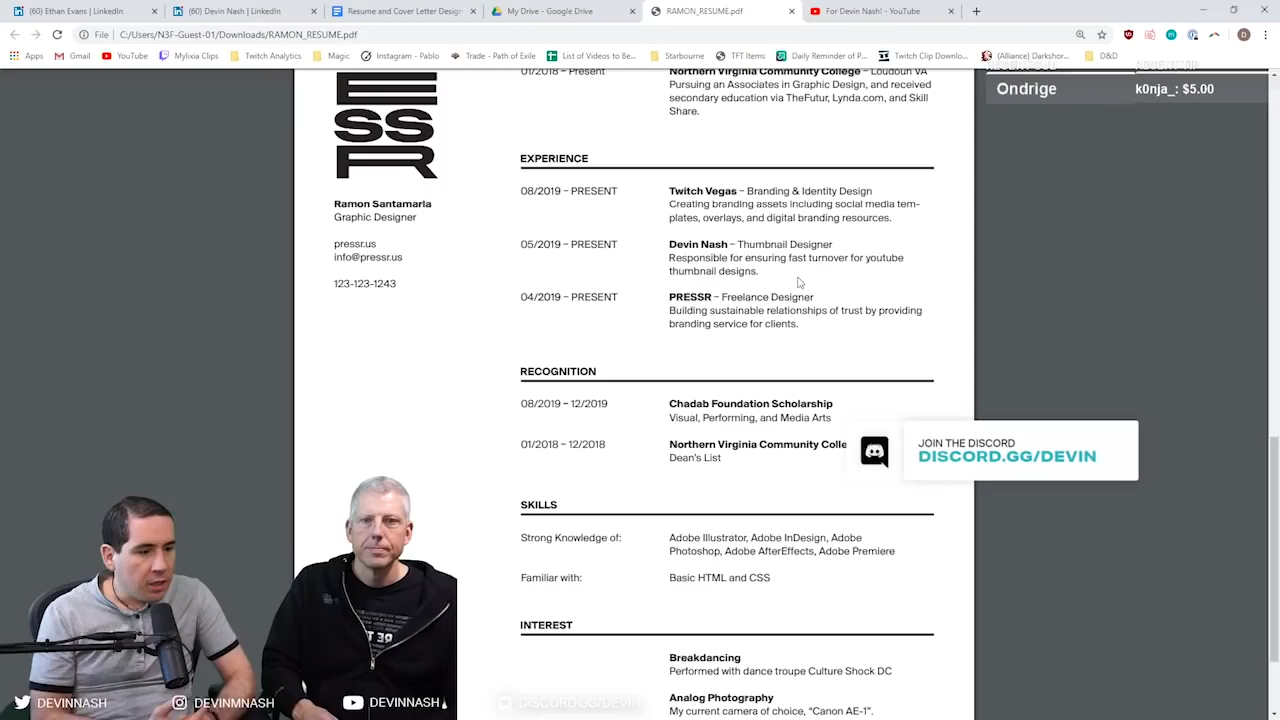 (60) Ethan Evans | LinkedIn
(60) Devin Nash | LinkedIn
Resume and Cover Letter Design
My Drive - Google Drive
RAMON_RESUME.pdf
For Devin Nash! - YouTube
File | C:/Users/N3F-Guest-01/Downloads/RAMON_RESUME.pdf
Apps
Gmail
YouTube
Mylixia Clips
Twitch Analytics
Magic
Instagram - Pablo
Trade - Path of Exile
List of Videos to Be...
Starbourne
TFT Items
Daily Reminder of P...
Twitch Clip Downlo...
(Alliance) Darkshor...
D&D
Ondrige
k0nja_: $5.00
E
SS
R
Ramon Santamaria
Graphic Designer
pressr.us
info@pressr.us
123-123-1243
01/2018 – Present
Northern Virginia Community College – Loudoun VA
Pursuing an Associates in Graphic Design, and received
secondary education via TheFutur, Lynda.com, and Skill
Share.
EXPERIENCE
08/2019 – PRESENT
Twitch Vegas – Branding & Identity Design
Creating branding assets including social media tem-
plates, overlays, and digital branding resources.
05/2019 – PRESENT
Devin Nash – Thumbnail Designer
Responsible for ensuring fast turnover for youtube
thumbnail designs.
04/2019 – PRESENT
PRESSR – Freelance Designer
Building sustainable relationships of trust by providing
branding service for clients.
RECOGNITION
08/2019 – 12/2019
Chadab Foundation Scholarship
Visual, Performing, and Media Arts
01/2018 – 12/2018
Northern Virginia Community Colle
Dean's List
JOIN THE DISCORD
DISCORD.GG/DEVIN
SKILLS
Strong Knowledge of:
Adobe Illustrator, Adobe InDesign, Adobe
Photoshop, Adobe AfterEffects, Adobe Premiere
Familiar with:
Basic HTML and CSS
INTEREST
Breakdancing
Performed with dance troupe Culture Shock DC
Analog Photography
My current camera of choice, "Canon AE-1".
DEVINNASH
DEVINMNASH
DEVINNASH
DISCORD.GG/DEVIN